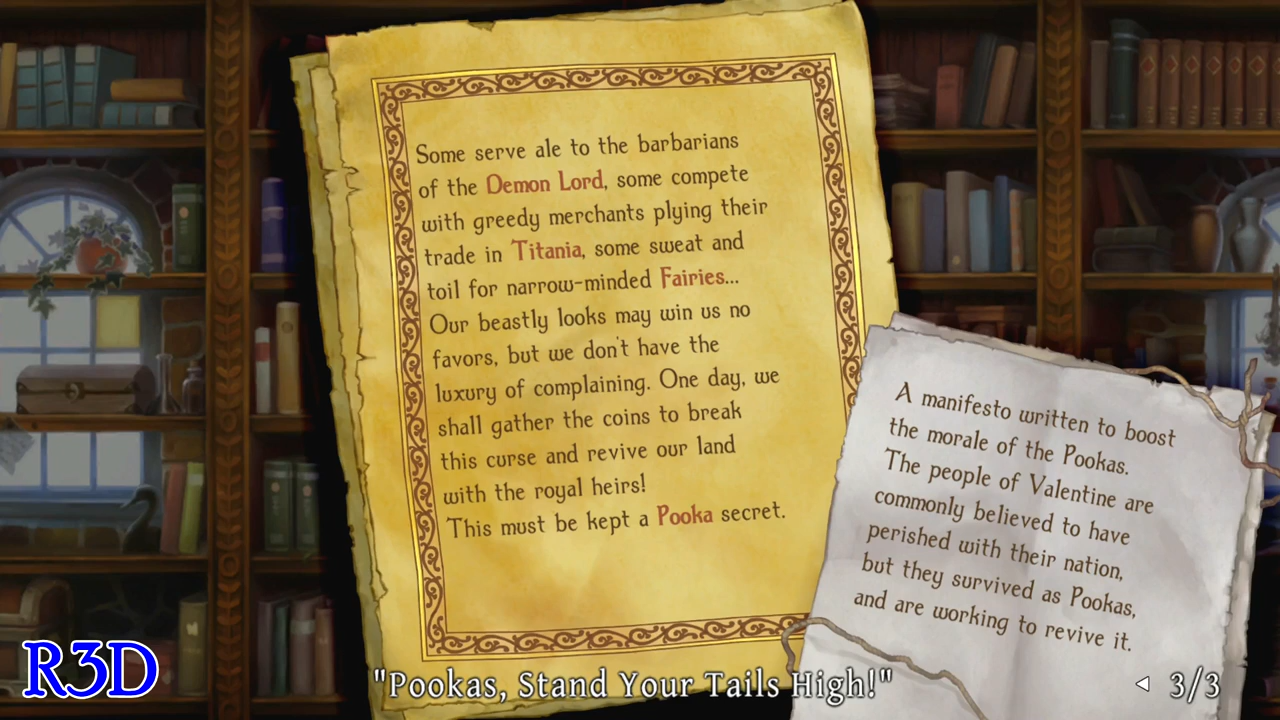 Some serve ale to the barbarians
of the Demon Lord, some compete
with greedy merchants plying their
trade in Titania, some sweat and
toil for narrow-minded Fairies...
Our beastly looks may win us no
favors, but we don't have the
luxury of complaining. One day, we
shall gather the coins to break
this curse and revive our land
with the royal heirs!
This must be kept a Pooka secret.
A manifesto written to boost
the morale of the Pookas.
The people of Valentine are
commonly believed to have
perished with their nation,
but they survived as Pookas,
and are working to revive it.
R3D
"Pookas, Stand Your Tails High!"
3/3